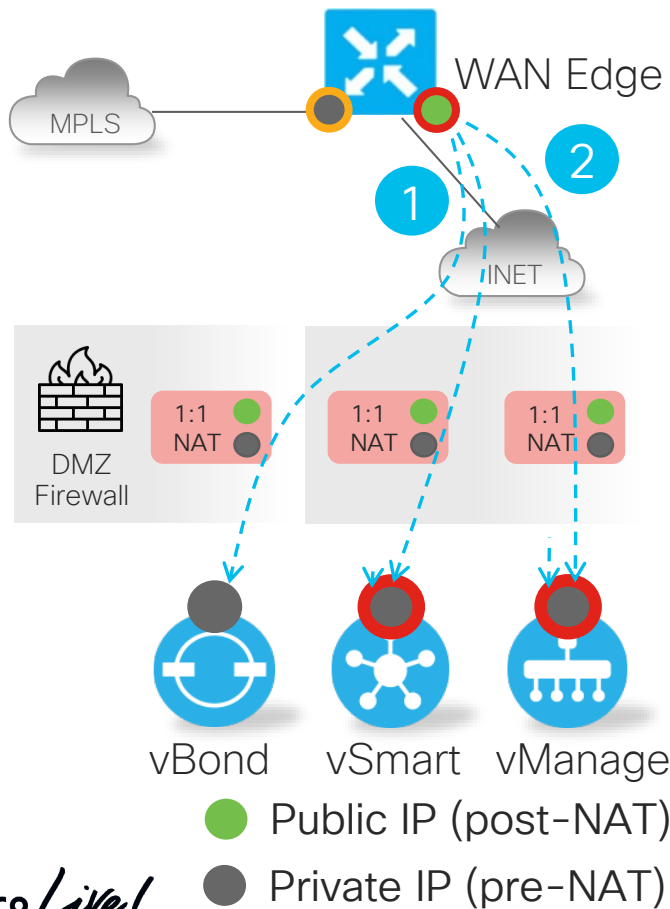 WAN Edge
MPLS
1
2
INET
DMZ
Firewall
1:1
NAT
1:1
NAT
1:1
NAT
vBond
vSmart
vManage
Public IP (post-NAT)
Private IP (pre-NAT)
Live!